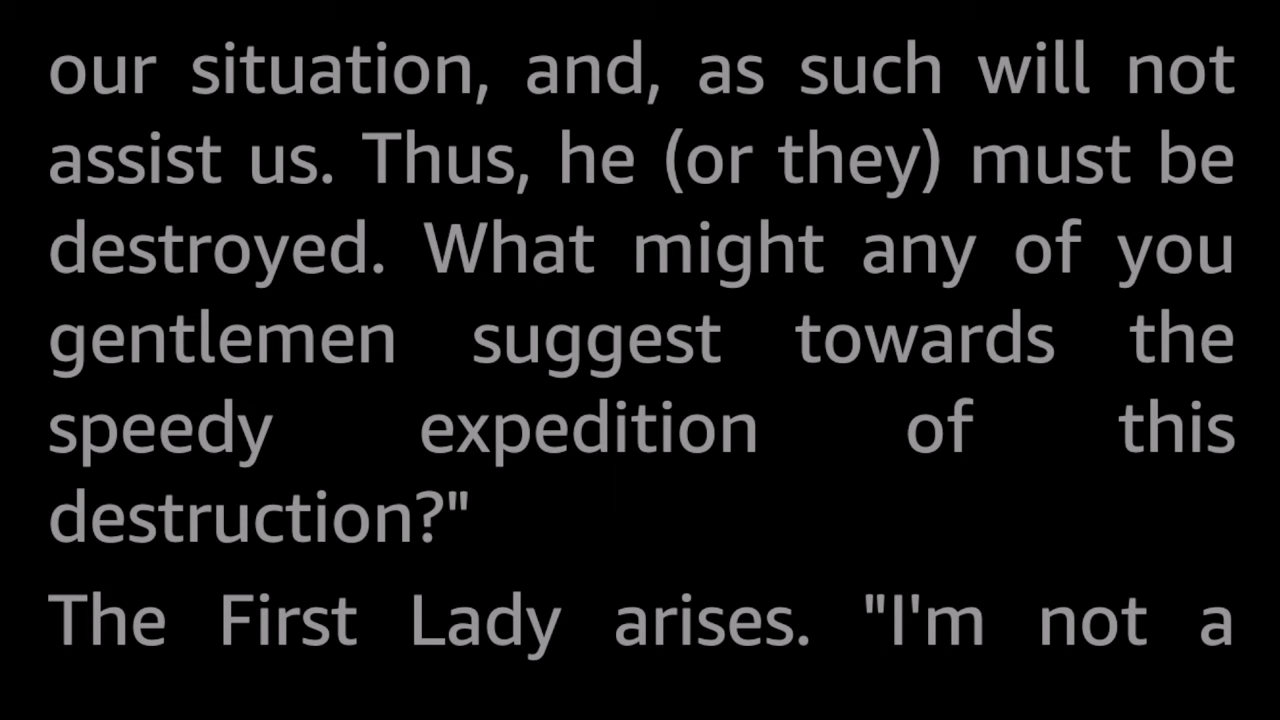 our situation, and, as such will not
assist us. Thus, he (or they) must be
destroyed. What might any of you
gentlemen suggest towards the
speedy expedition of this
destruction?"
The First Lady arises. "I'm not a